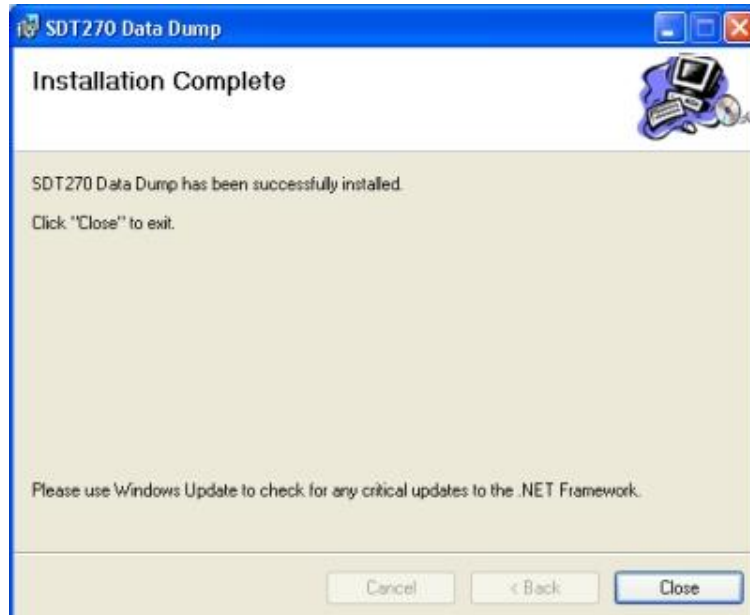 SDT270 Data Dump
Installation Complete
SDT270 Data Dump has been successfully installed.
Click "Close" to exit.
Please use Windows Update to check for any critical updates to the .NET Framework.
Cancel < Back Close